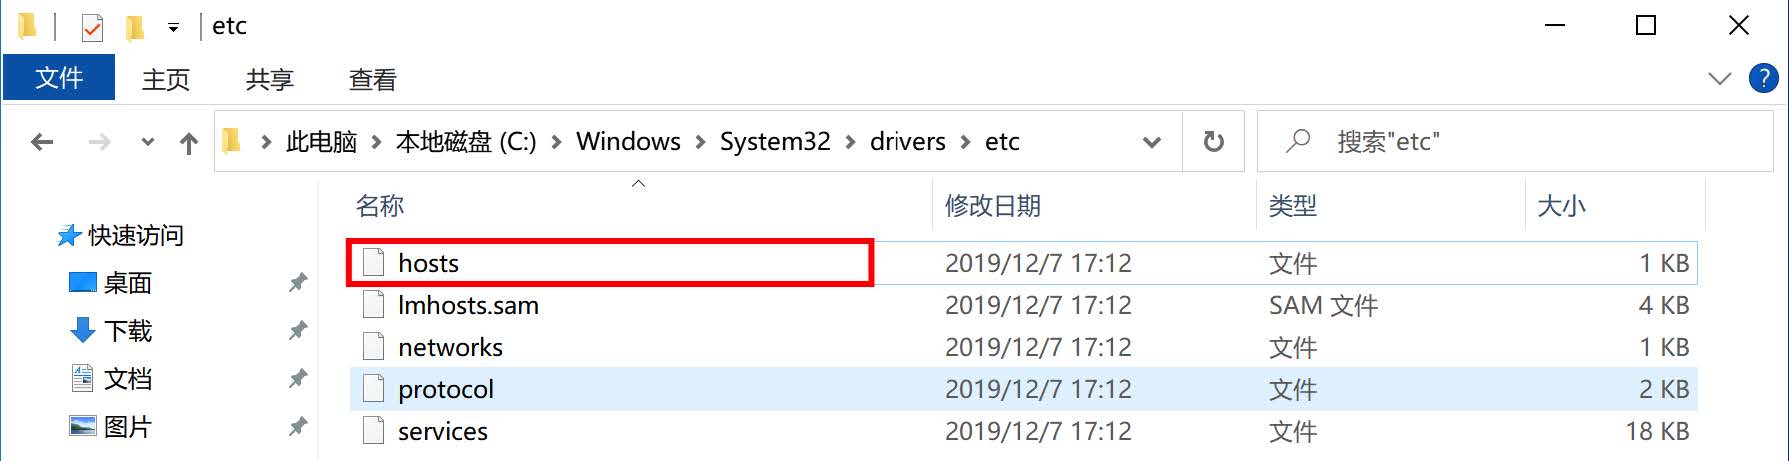 etc
文件 主页 共享 查看
此电脑 本地磁盘 (C:) Windows System32 drivers etc 搜索"etc"
名称 修改日期 类型 大小
快速访问
桌面
下载
文档
图片
hosts 2019/12/7 17:12 文件 1 KB
lmhosts.sam 2019/12/7 17:12 SAM 文件 4 KB
networks 2019/12/7 17:12 文件 1 KB
protocol 2019/12/7 17:12 文件 2 KB
services 2019/12/7 17:12 文件 18 KB